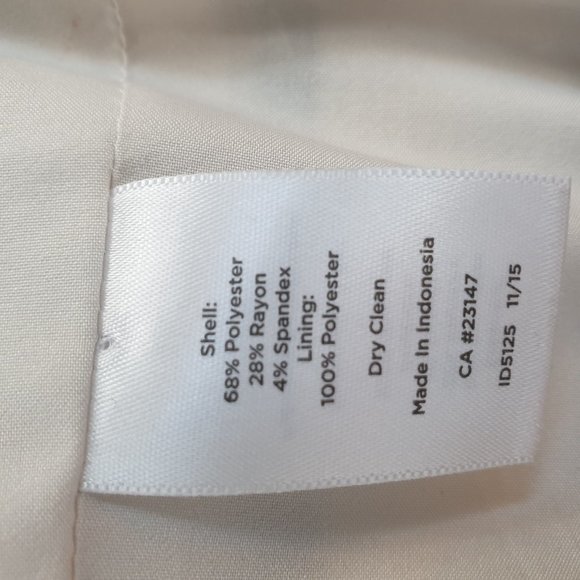 Shell:
68% Polyester
28% Rayon
4% Spandex
Lining:
100% Polyester
Dry Clean
Made In Indonesia
CA #23147
ID5125 11/15